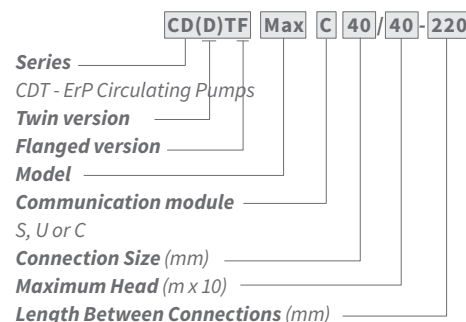 CD(D)TF Max C 40/40-220
Series
CDT - ErP Circulating Pumps
Twin version
Flanged version
Model
Communication module
S, U or C
Connection Size (mm)
Maximum Head (m x 10)
Length Between Connections (mm)